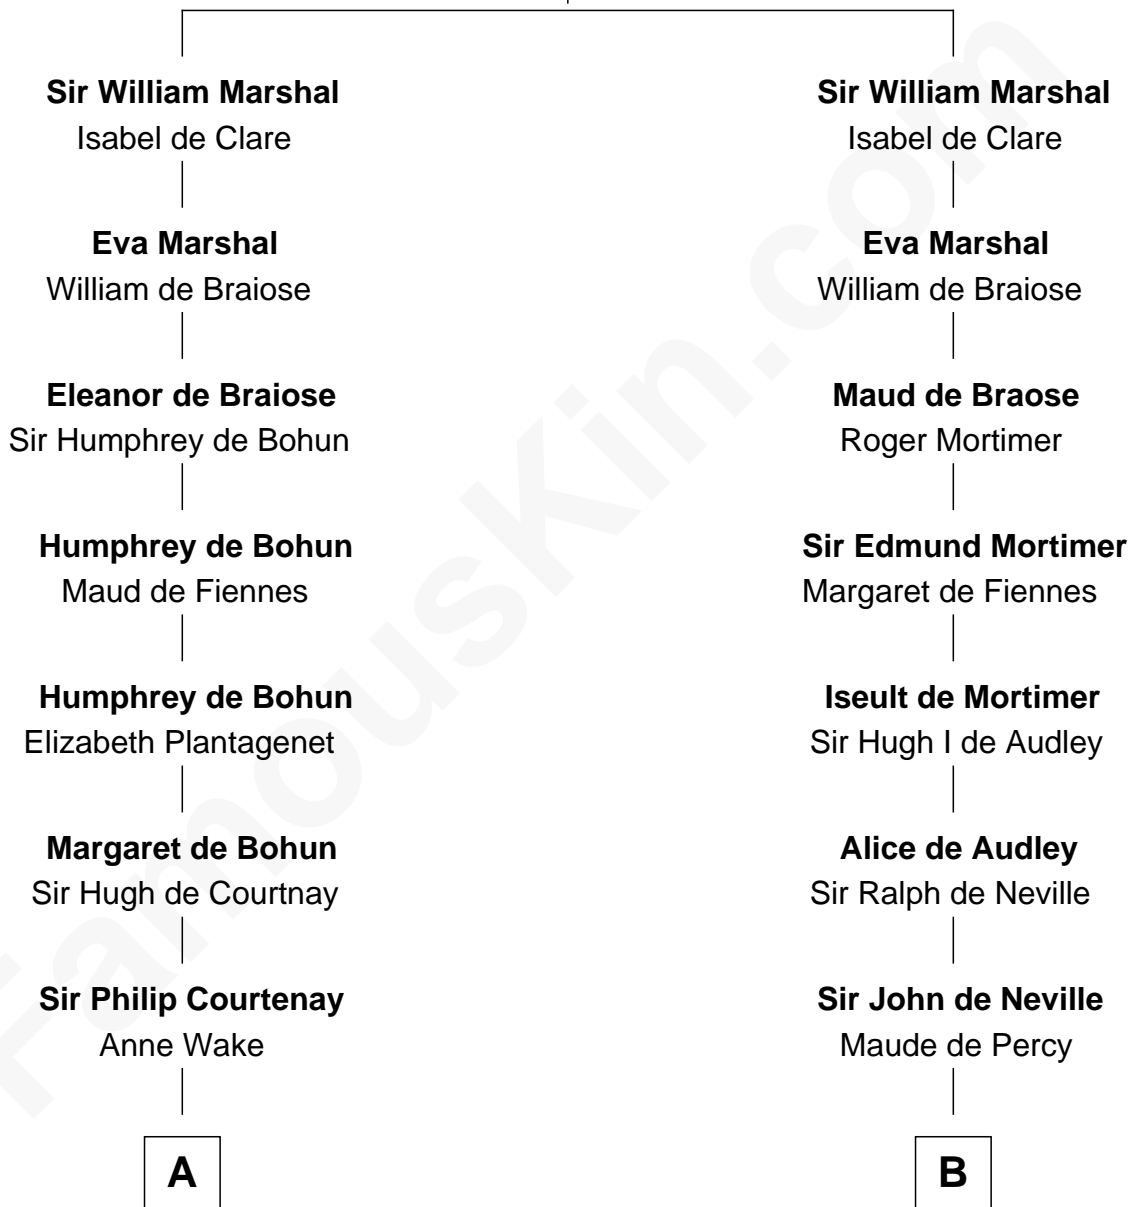 Sir William Marshal
Isabel de Clare
Eva Marshal
William de Braiose
Eleanor de Braiose
Sir Humphrey de Bohun
Humphrey de Bohun
Maud de Fiennes
Humphrey de Bohun
Elizabeth Plantagenet
Margaret de Bohun
Sir Hugh de Courtnay
Sir Philip Courtenay
Anne Wake
A
Sir William Marshal
Isabel de Clare
Eva Marshal
William de Braiose
Maud de Braose
Roger Mortimer
Sir Edmund Mortimer
Margaret de Fiennes
Iseult de Mortimer
Sir Hugh I de Audley
Alice de Audley
Sir Ralph de Neville
Sir John de Neville
Maude de Percy
B
FamousKin.com